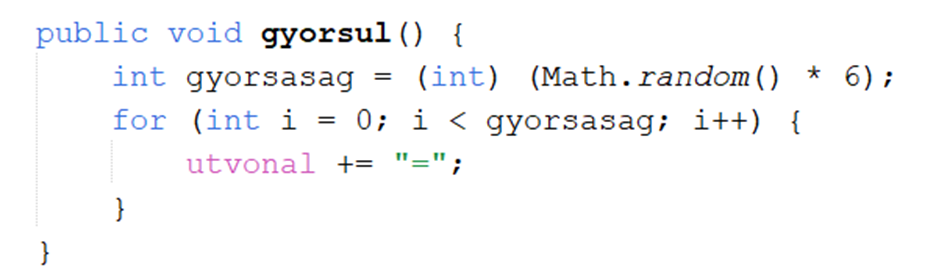 public void gyorsul() {
    int gyorsasag = (int) (Math.random() * 6);
    for (int i = 0; i < gyorsasag; i++) {
        utvonal += "=";
    }
}